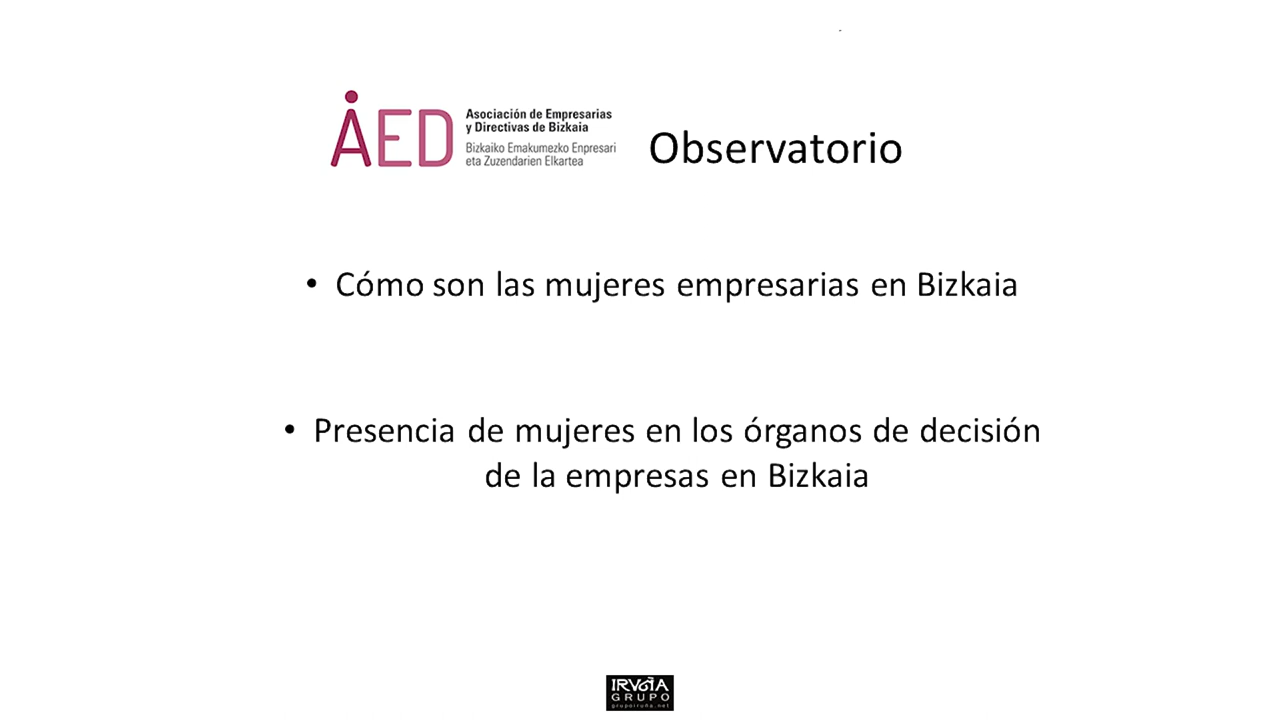 AED
Asociación de Empresarias
y Directivas de Bizkaia
Bizkaiko Emakumezko Enpresari
eta Zuzendarien Elkartea
Observatorio
• Cómo son las mujeres empresarias en Bizkaia
• Presencia de mujeres en los órganos de decisión
de la empresas en Bizkaia
GRUPO